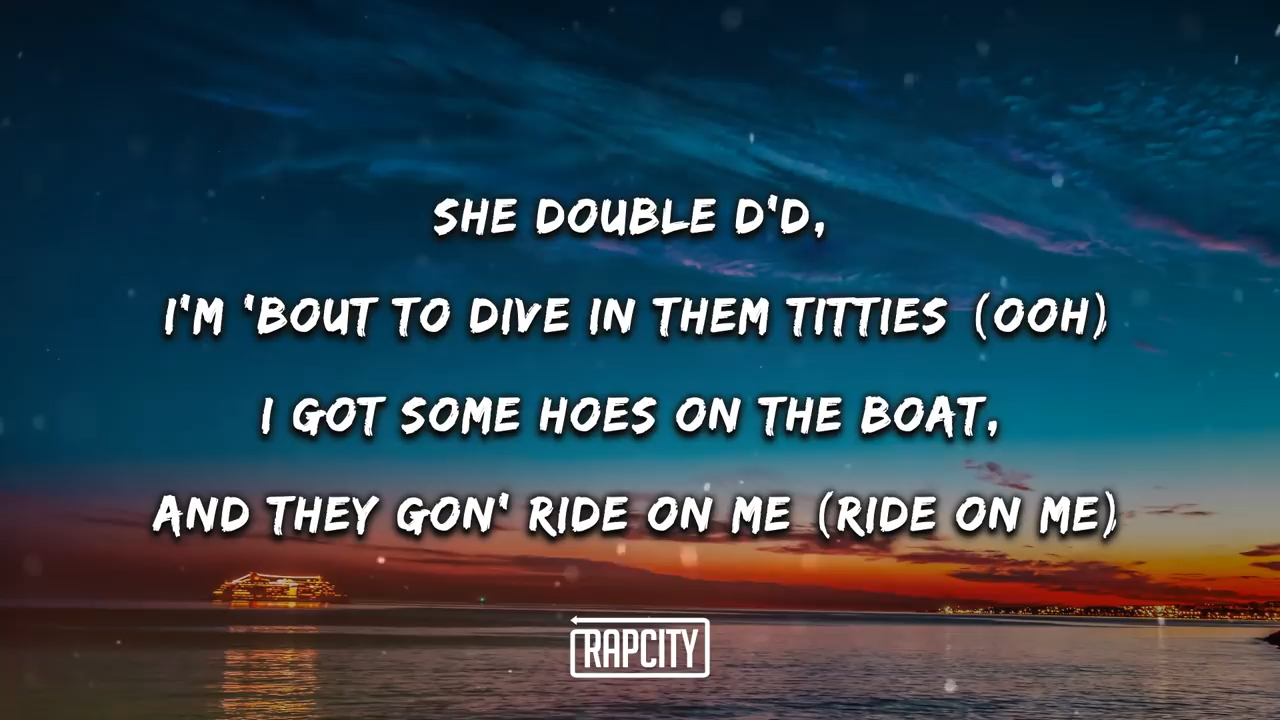 SHE DOUBLE D'D,
I'M 'BOUT TO DIVE IN THEM TITTIES (OOH)
I GOT SOME HOES ON THE BOAT,
AND THEY GON' RIDE ON ME (RIDE ON ME)
RAPCITY